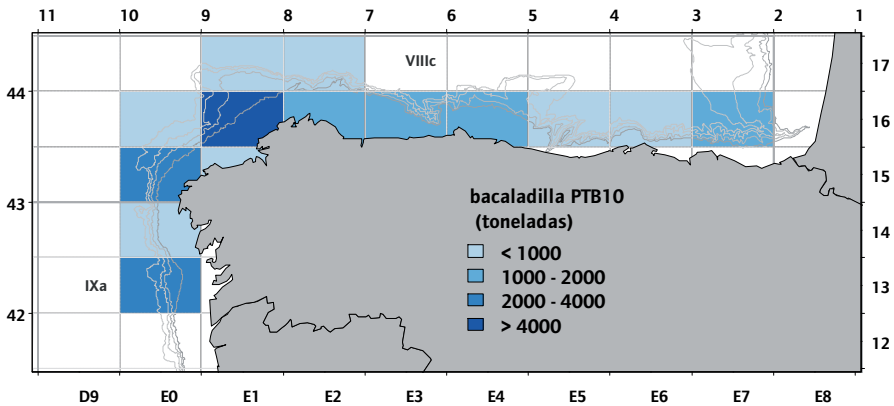 11 10 9 8 7 6 5 4 3 2 1
VIIIc
17
44
16
15
43
bacaladilla PTB10
(toneladas)
14
< 1000
1000 - 2000
IXa
13
2000 - 4000
42
> 4000
12
D9 E0 E1 E2 E3 E4 E5 E6 E7 E8